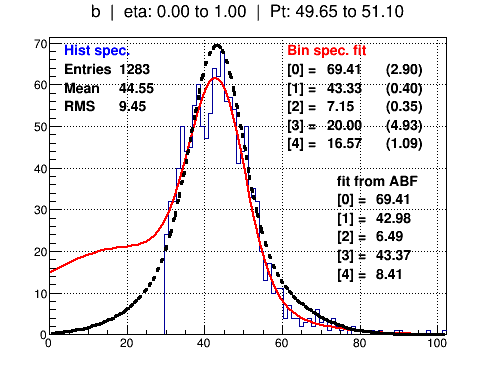 b | eta: 0.00 to 1.00 | Pt: 49.65 to 51.10
Hist spec.
Entries 1283
Mean 44.55
RMS 9.45
Bin spec. fit
[0] = 69.41 (2.90)
[1] = 43.33 (0.40)
[2] = 7.15 (0.35)
[3] = 20.00 (4.93)
[4] = 16.57 (1.09)
fit from ABF
[0] = 69.41
[1] = 42.98
[2] = 6.49
[3] = 43.37
[4] = 8.41
70
60
50
40
30
20
10
0
0 20 40 60 80 100